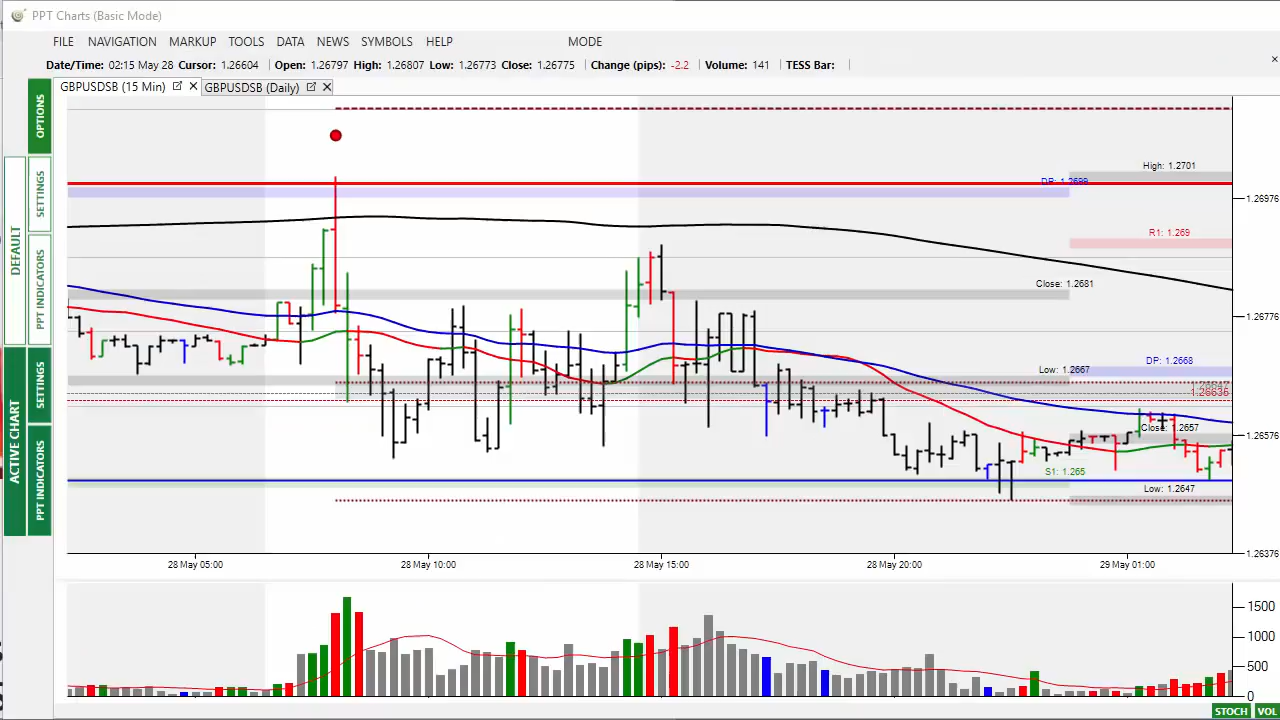 PPT Charts (Basic Mode)
FILE NAVIGATION MARKUP TOOLS DATA NEWS SYMBOLS HELP MODE
Date/Time: 02:15 May 28 Cursor: 1.26604 Open: 1.26797 High: 1.26807 Low: 1.26773 Close: 1.26775 Change (pips): -2.2 Volume: 141 TESS Bar:
GBPUSDSB (15 Min) GBPUSDSB (Daily)
OPTIONS
DEFAULT
SETTINGS
PPT INDICATORS
ACTIVE CHART
SETTINGS
PPT INDICATORS
High: 1.2701
DP: 1.2699
1.26976
R1: 1.269
Close: 1.2681
1.26776
DP: 1.2668
Low: 1.2667
1.26635
Close: 1.2657
1.26576
S1: 1.265
Low: 1.2647
1.26376
28 May 05:00 28 May 10:00 28 May 15:00 28 May 20:00 29 May 01:00
1500
1000
500
0
STOCH VOL